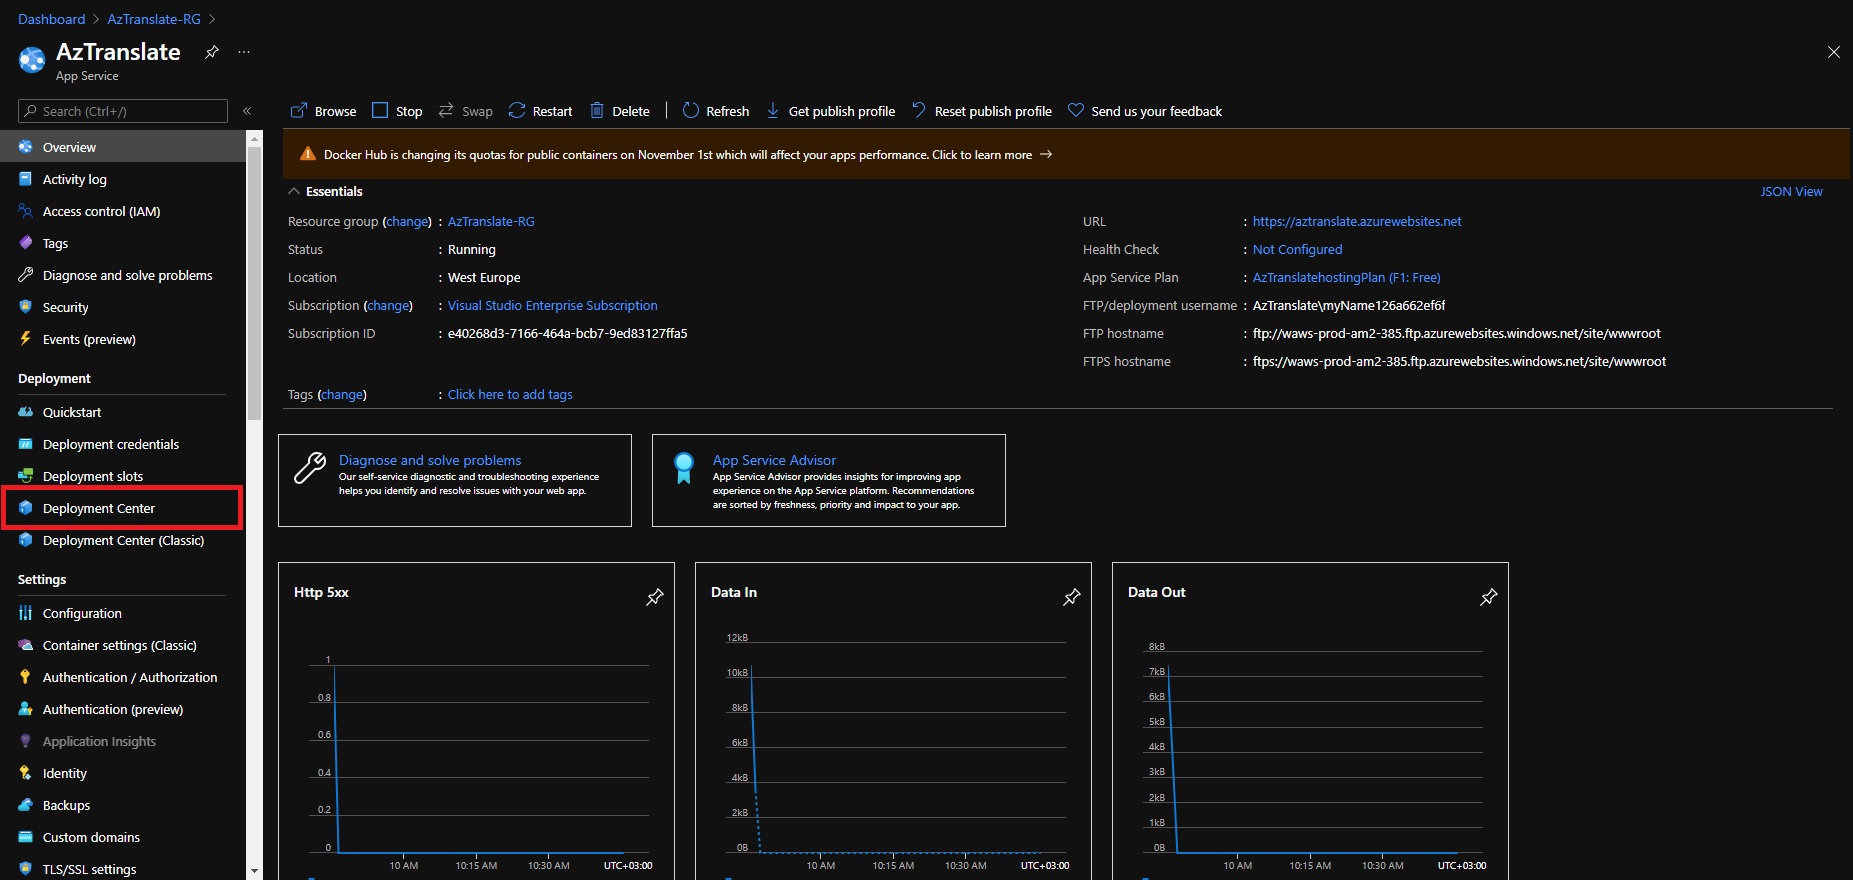 Dashboard > AzTranslate-RG >
AzTranslate
App Service
Search (Ctrl+/)
Overview
Activity log
Access control (IAM)
Tags
Diagnose and solve problems
Security
Events (preview)
Deployment
Quickstart
Deployment credentials
Deployment slots
Deployment Center
Deployment Center (Classic)
Settings
Configuration
Container settings (Classic)
Authentication / Authorization
Authentication (preview)
Application Insights
Identity
Backups
Custom domains
TLS/SSL settings
Browse Stop Swap Restart Delete Refresh Get publish profile Reset publish profile Send us your feedback
Docker Hub is changing its quotas for public containers on November 1st which will affect your apps performance. Click to learn more →
Essentials
JSON View
Resource group (change) : AzTranslate-RG
Status : Running
Location : West Europe
Subscription (change) : Visual Studio Enterprise Subscription
Subscription ID : e40268d3-7166-464a-bcb7-9ed83127ffa5
Tags (change) : Click here to add tags
URL : https://aztranslate.azurewebsites.net
Health Check : Not Configured
App Service Plan : AzTranslatehostingPlan (F1: Free)
FTP/deployment username : AzTranslate\myName126a662ef6f
FTP hostname : ftp://waws-prod-am2-385.ftp.azurewebsites.windows.net/site/wwwroot
FTPS hostname : ftps://waws-prod-am2-385.ftp.azurewebsites.windows.net/site/wwwroot
Diagnose and solve problems
Our self-service diagnostic and troubleshooting experience
helps you identify and resolve issues with your web app.
App Service Advisor
App Service Advisor provides insights for improving app
experience on the App Service platform. Recommendations
are sorted by freshness, priority and impact to your app.
Http 5xx
1
0.8
0.6
0.4
0.2
0
10 AM 10:15 AM 10:30 AM UTC+03:00
Data In
12kB
10kB
8kB
6kB
4kB
2kB
0B
10 AM 10:15 AM 10:30 AM UTC+03:00
Data Out
8kB
7kB
6kB
5kB
4kB
3kB
2kB
1kB
0B
10 AM 10:15 AM 10:30 AM UTC+03:00